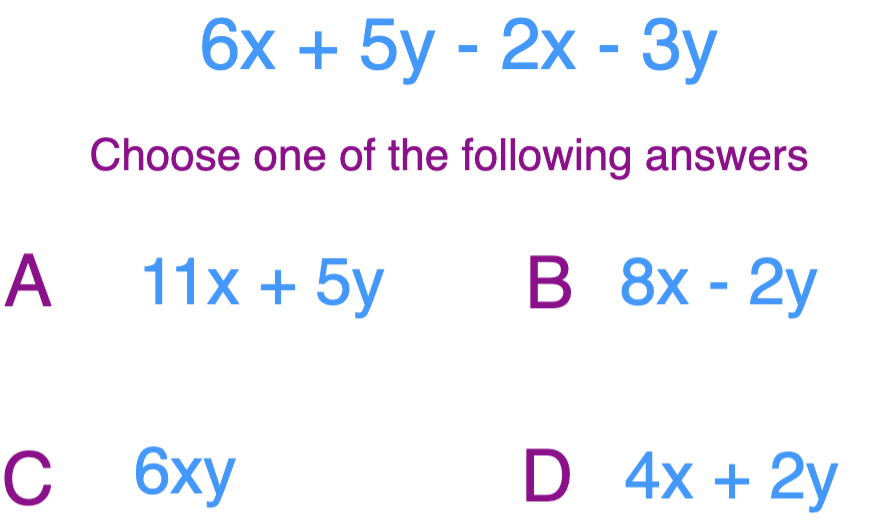 6x + 5y - 2x - 3y
Choose one of the following answers
A 11x + 5y B 8x - 2y
C 6xy D 4x + 2y